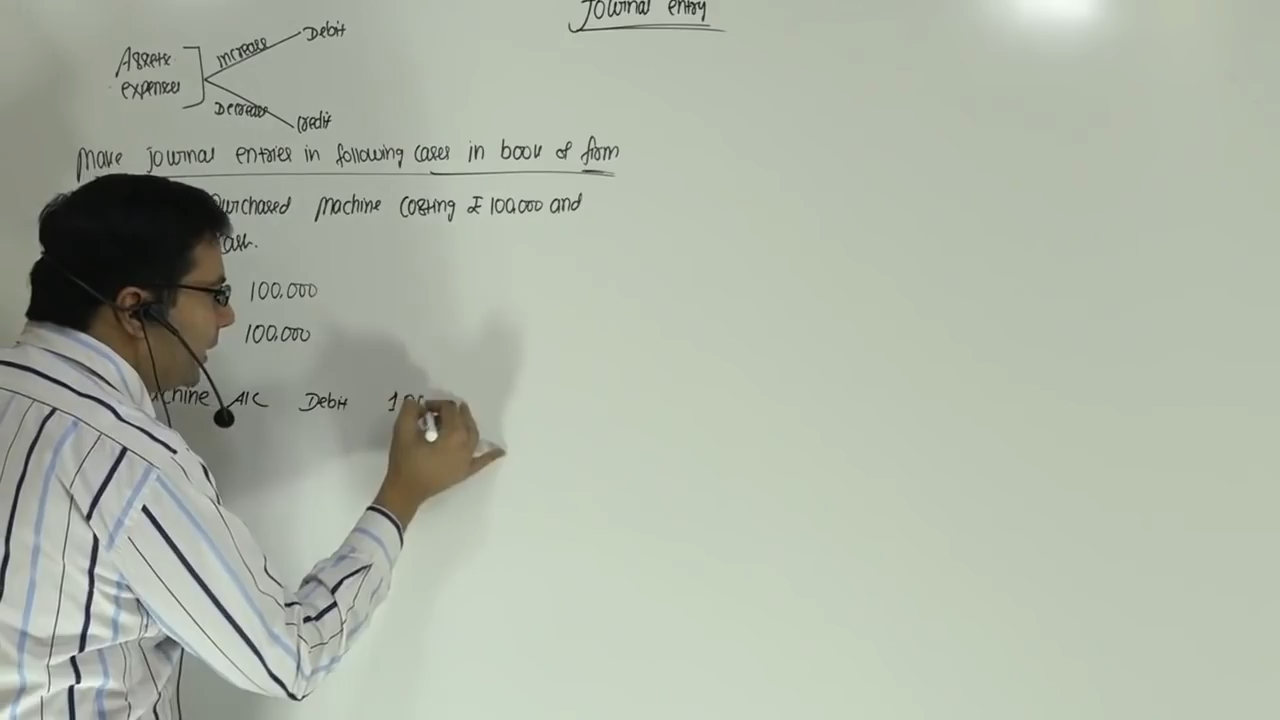 Journal entry
Assets
expenses
Increase
Debit
Decrease
Credit
Make journal entries in following cases in book of firm
purchased machine costing ₹ 100,000 and
cash.
100,000
100,000
Machine A/C Debit